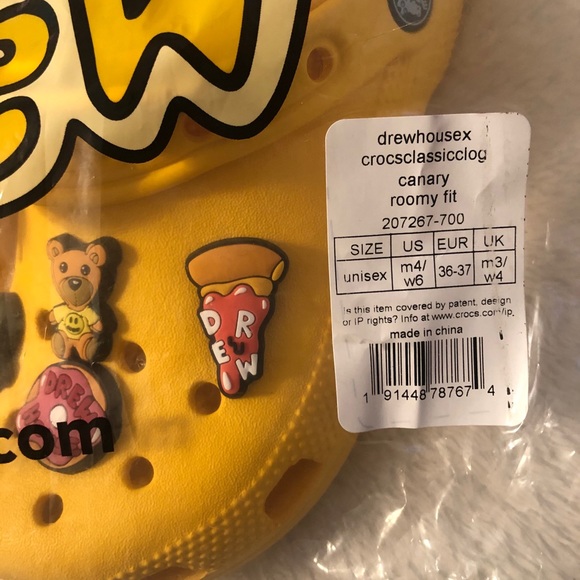 EW
drewhousex
crocsclassicclog
canary
roomy fit
207267-700
SIZE US EUR UK
unisex m4/ w6 36-37 m3/ w4
Is this item covered by patent, design
or IP rights? Info at www.crocs.com/ip,
made in china
1 91448 78767 4
D R
E W
DREW
.com